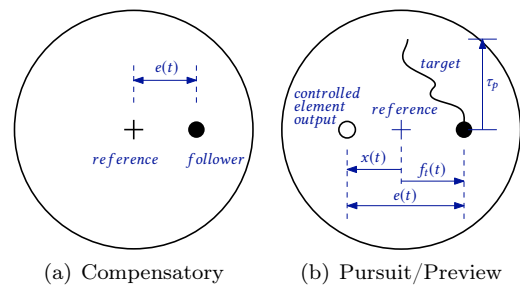 e(t)
reference
follower
(a) Compensatory
target
τₚ
controlled
element
output
reference
x(t)
fₜ(t)
e(t)
(b) Pursuit/Preview